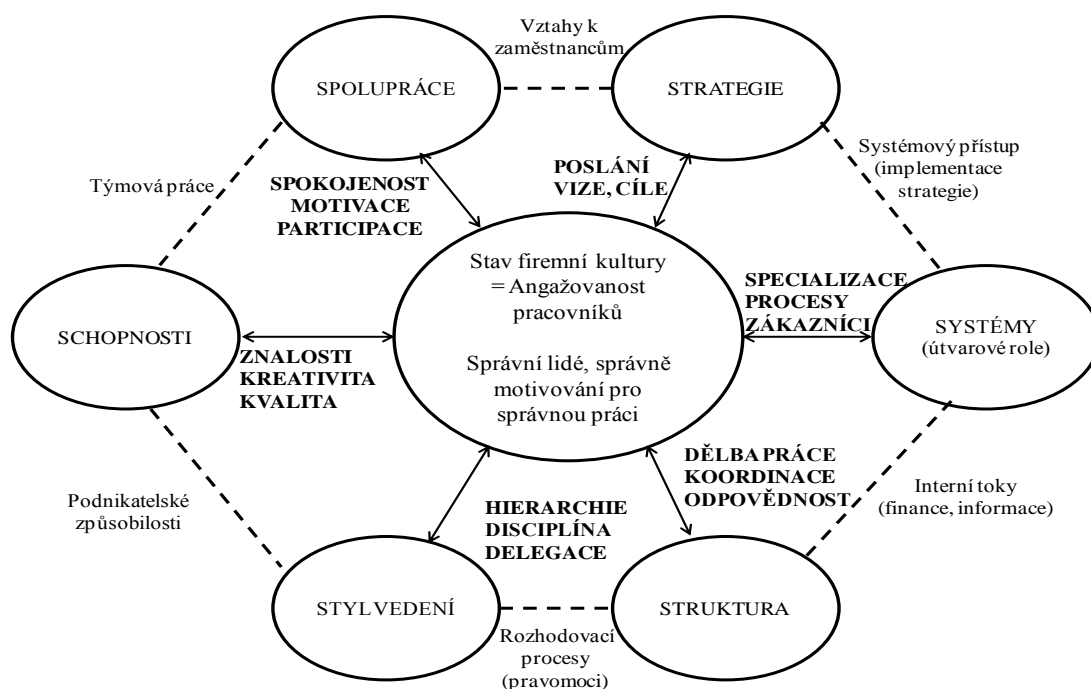 Vztahy k
zaměstnancům
SPOLUPRÁCE
STRATEGIE
Systémový přístup
(implementace
strategie)
Týmová práce
SPOKOJENOST
MOTIVACE
PARTICIPACE
POSLÁNÍ
VIZE, CÍLE
Stav firemní kultury
= Angažovanost
pracovníků
Správní lidé, správně
motivování pro
správnou práci
SPECIALIZACE
PROCESY
ZÁKAZNÍCI
SYSTÉMY
(útvarové role)
SCHOPNOSTI
ZNALOSTI
KREATIVITA
KVALITA
DĚLBA PRÁCE
KOORDINACE
ODPOVĚDNOST
Interní toky
(finance, informace)
Podnikatelské
způsobilosti
HIERARCHIE
DISCIPLÍNA
DELEGACE
STYL VEDENÍ
STRUKTURA
Rozhodovací
procesy
(pravomoci)